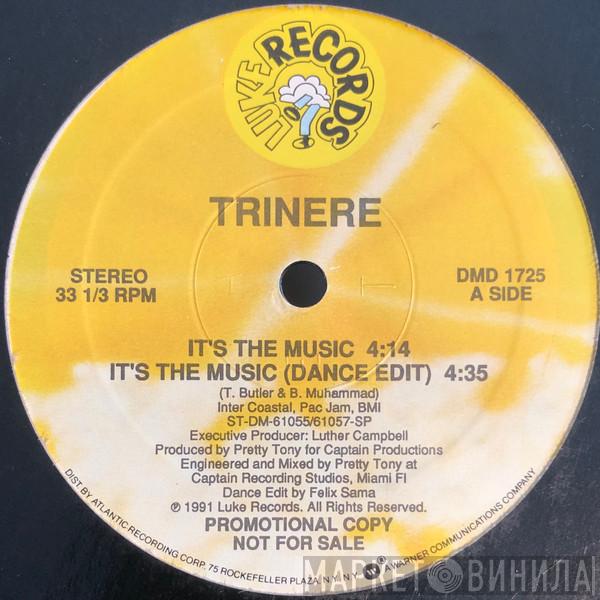 LUKE RECORDS
TRINERE
STEREO
33 1/3 RPM
DMD 1725
A SIDE
IT'S THE MUSIC 4:14
IT'S THE MUSIC (DANCE EDIT) 4:35
(T. Butler & B. Muhammad)
Inter Coastal, Pac Jam, BMI
ST-DM-61055/61057-SP
Executive Producer: Luther Campbell
Produced by Pretty Tony for Captain Productions
Engineered and Mixed by Pretty Tony at
Captain Recording Studios, Miami Fl
Dance Edit by Felix Sama
℗ 1991 Luke Records. All Rights Reserved.
PROMOTIONAL COPY
NOT FOR SALE
DIST. BY ATLANTIC RECORDING CORP. 75 ROCKEFELLER PLAZA, N.Y., N.Y. ® A WARNER COMMUNICATIONS COMPANY
МАРКЕТ ВИНИЛА